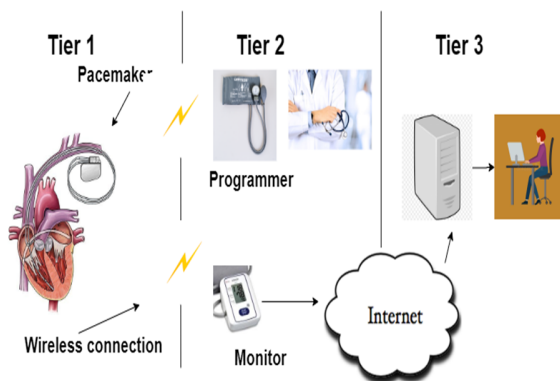 Tier 1
Tier 2
Tier 3
Pacemaker
Programmer
Internet
Wireless connection
Monitor